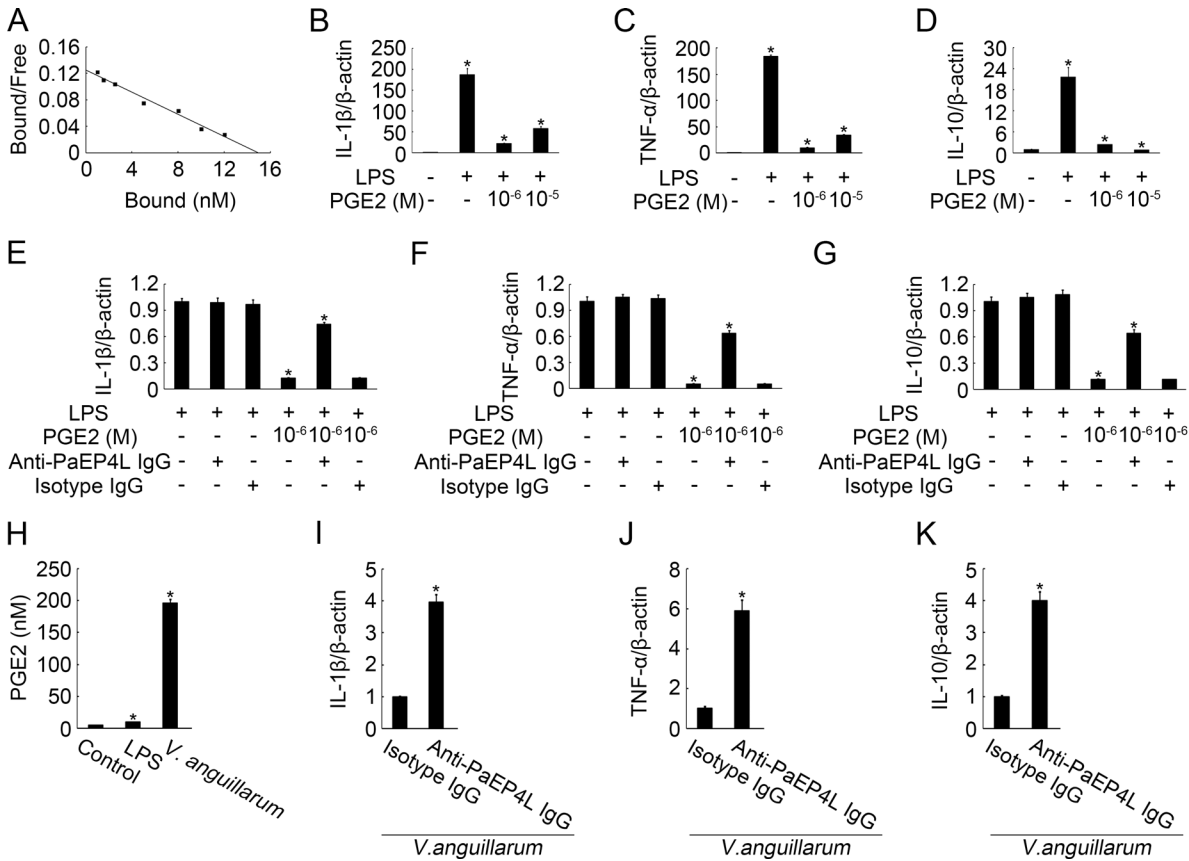 A
Bound/Free
0.16
0.12
0.08
0.04
0
0 4 8 12 16
Bound (nM)
B
IL-1β/β-actin
250
200
150
100
50
0
* * *
LPS - + + +
PGE2 (M) - - 10-6 10-5
C
TNF-α/β-actin
200
150
100
50
0
* * *
LPS - + + +
PGE2 (M) - - 10-6 10-5
D
IL-10/β-actin
30
24
18
12
6
0
* * *
LPS - + + +
PGE2 (M) - - 10-6 10-5
E
IL-1β/β-actin
1.2
0.9
0.6
0.3
0
* *
LPS + + + + + +
PGE2 (M) - - - 10-6 10-6 10-6
Anti-PaEP4L IgG - + - - + -
Isotype IgG - - + - - +
F
TNF-α/β-actin
1.2
0.9
0.6
0.3
0
* *
LPS + + + + + +
PGE2 (M) - - - 10-6 10-6 10-6
Anti-PaEP4L IgG - + - - + -
Isotype IgG - - + - - +
G
IL-10/β-actin
1.2
0.9
0.6
0.3
0
* *
LPS + + + + + +
PGE2 (M) - - - 10-6 10-6 10-6
Anti-PaEP4L IgG - + - - + -
Isotype IgG - - + - - +
H
PGE2 (nM)
250
200
150
100
50
0
* *
Control
LPS
V. anguillarum
I
IL-1β/β-actin
5
4
3
2
1
0
*
Isotype IgG
Anti-PaEP4L IgG
V.anguillarum
J
TNF-α/β-actin
8
6
4
2
0
*
Isotype IgG
Anti-PaEP4L IgG
V.anguillarum
K
IL-10/β-actin
5
4
3
2
1
0
*
Isotype IgG
Anti-PaEP4L IgG
V.anguillarum